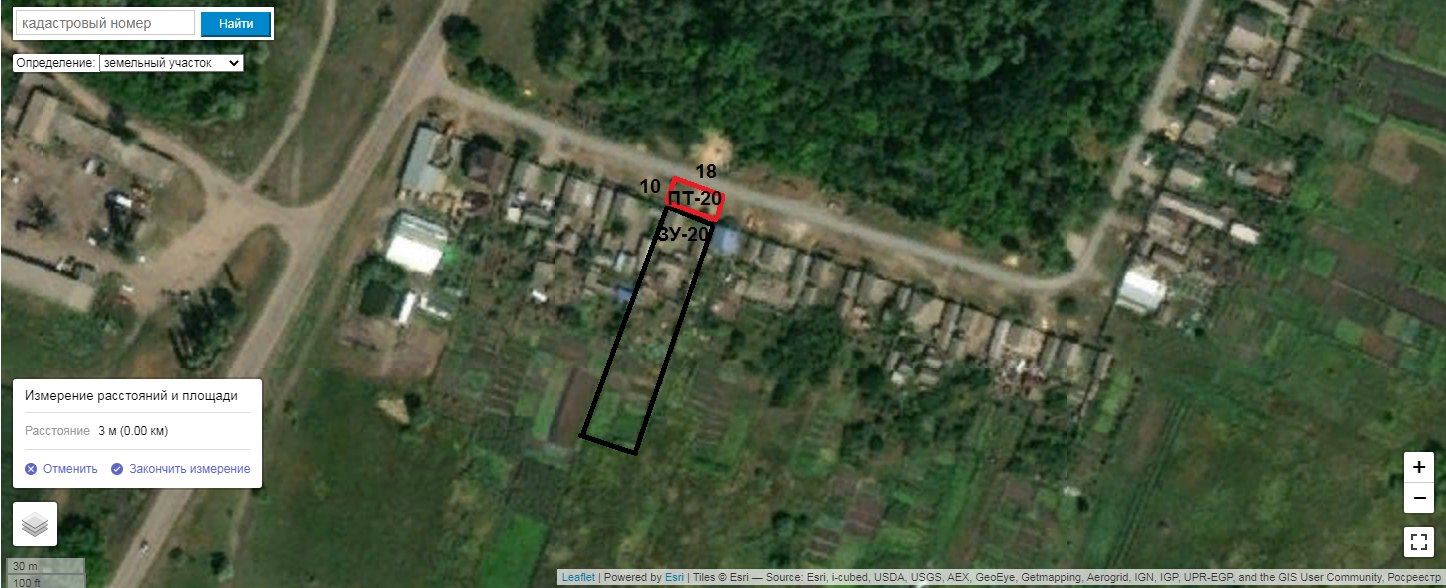 кадастровый номер
Найти
Определение: земельный участок
18
10
ПТ-20
ЗУ-20
Измерение расстояний и площади
Расстояние 3 м (0.00 км)
Отменить Закончить измерение
+
−
30 m
100 ft
Leaflet | Powered by Esri | Tiles © Esri — Source: Esri, i-cubed, USDA, USGS, AEX, GeoEye, Getmapping, Aerogrid, IGN, IGP, UPR-EGP, and the GIS User Community, Росреестр